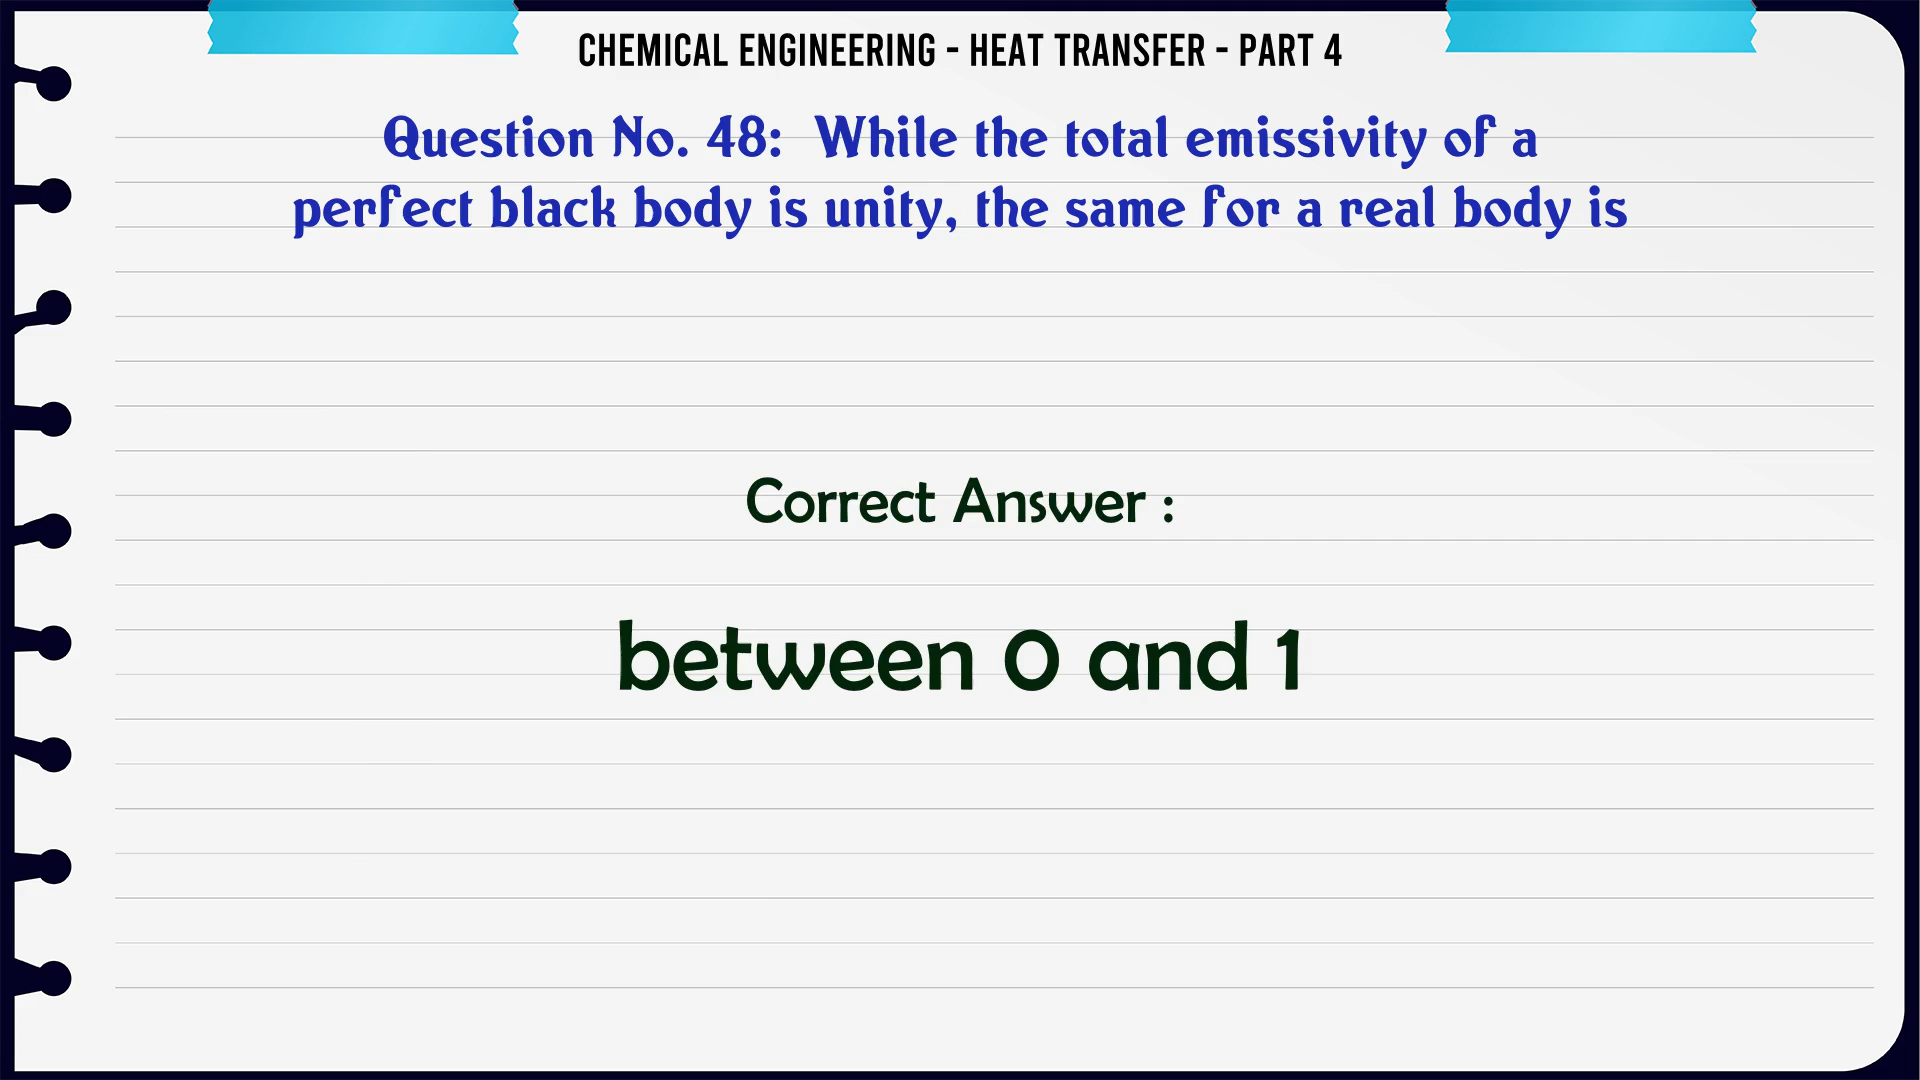 CHEMICAL ENGINEERING - HEAT TRANSFER - PART 4
Question No. 48:  While the total emissivity of a
perfect black body is unity, the same for a real body is
Correct Answer :
between 0 and 1